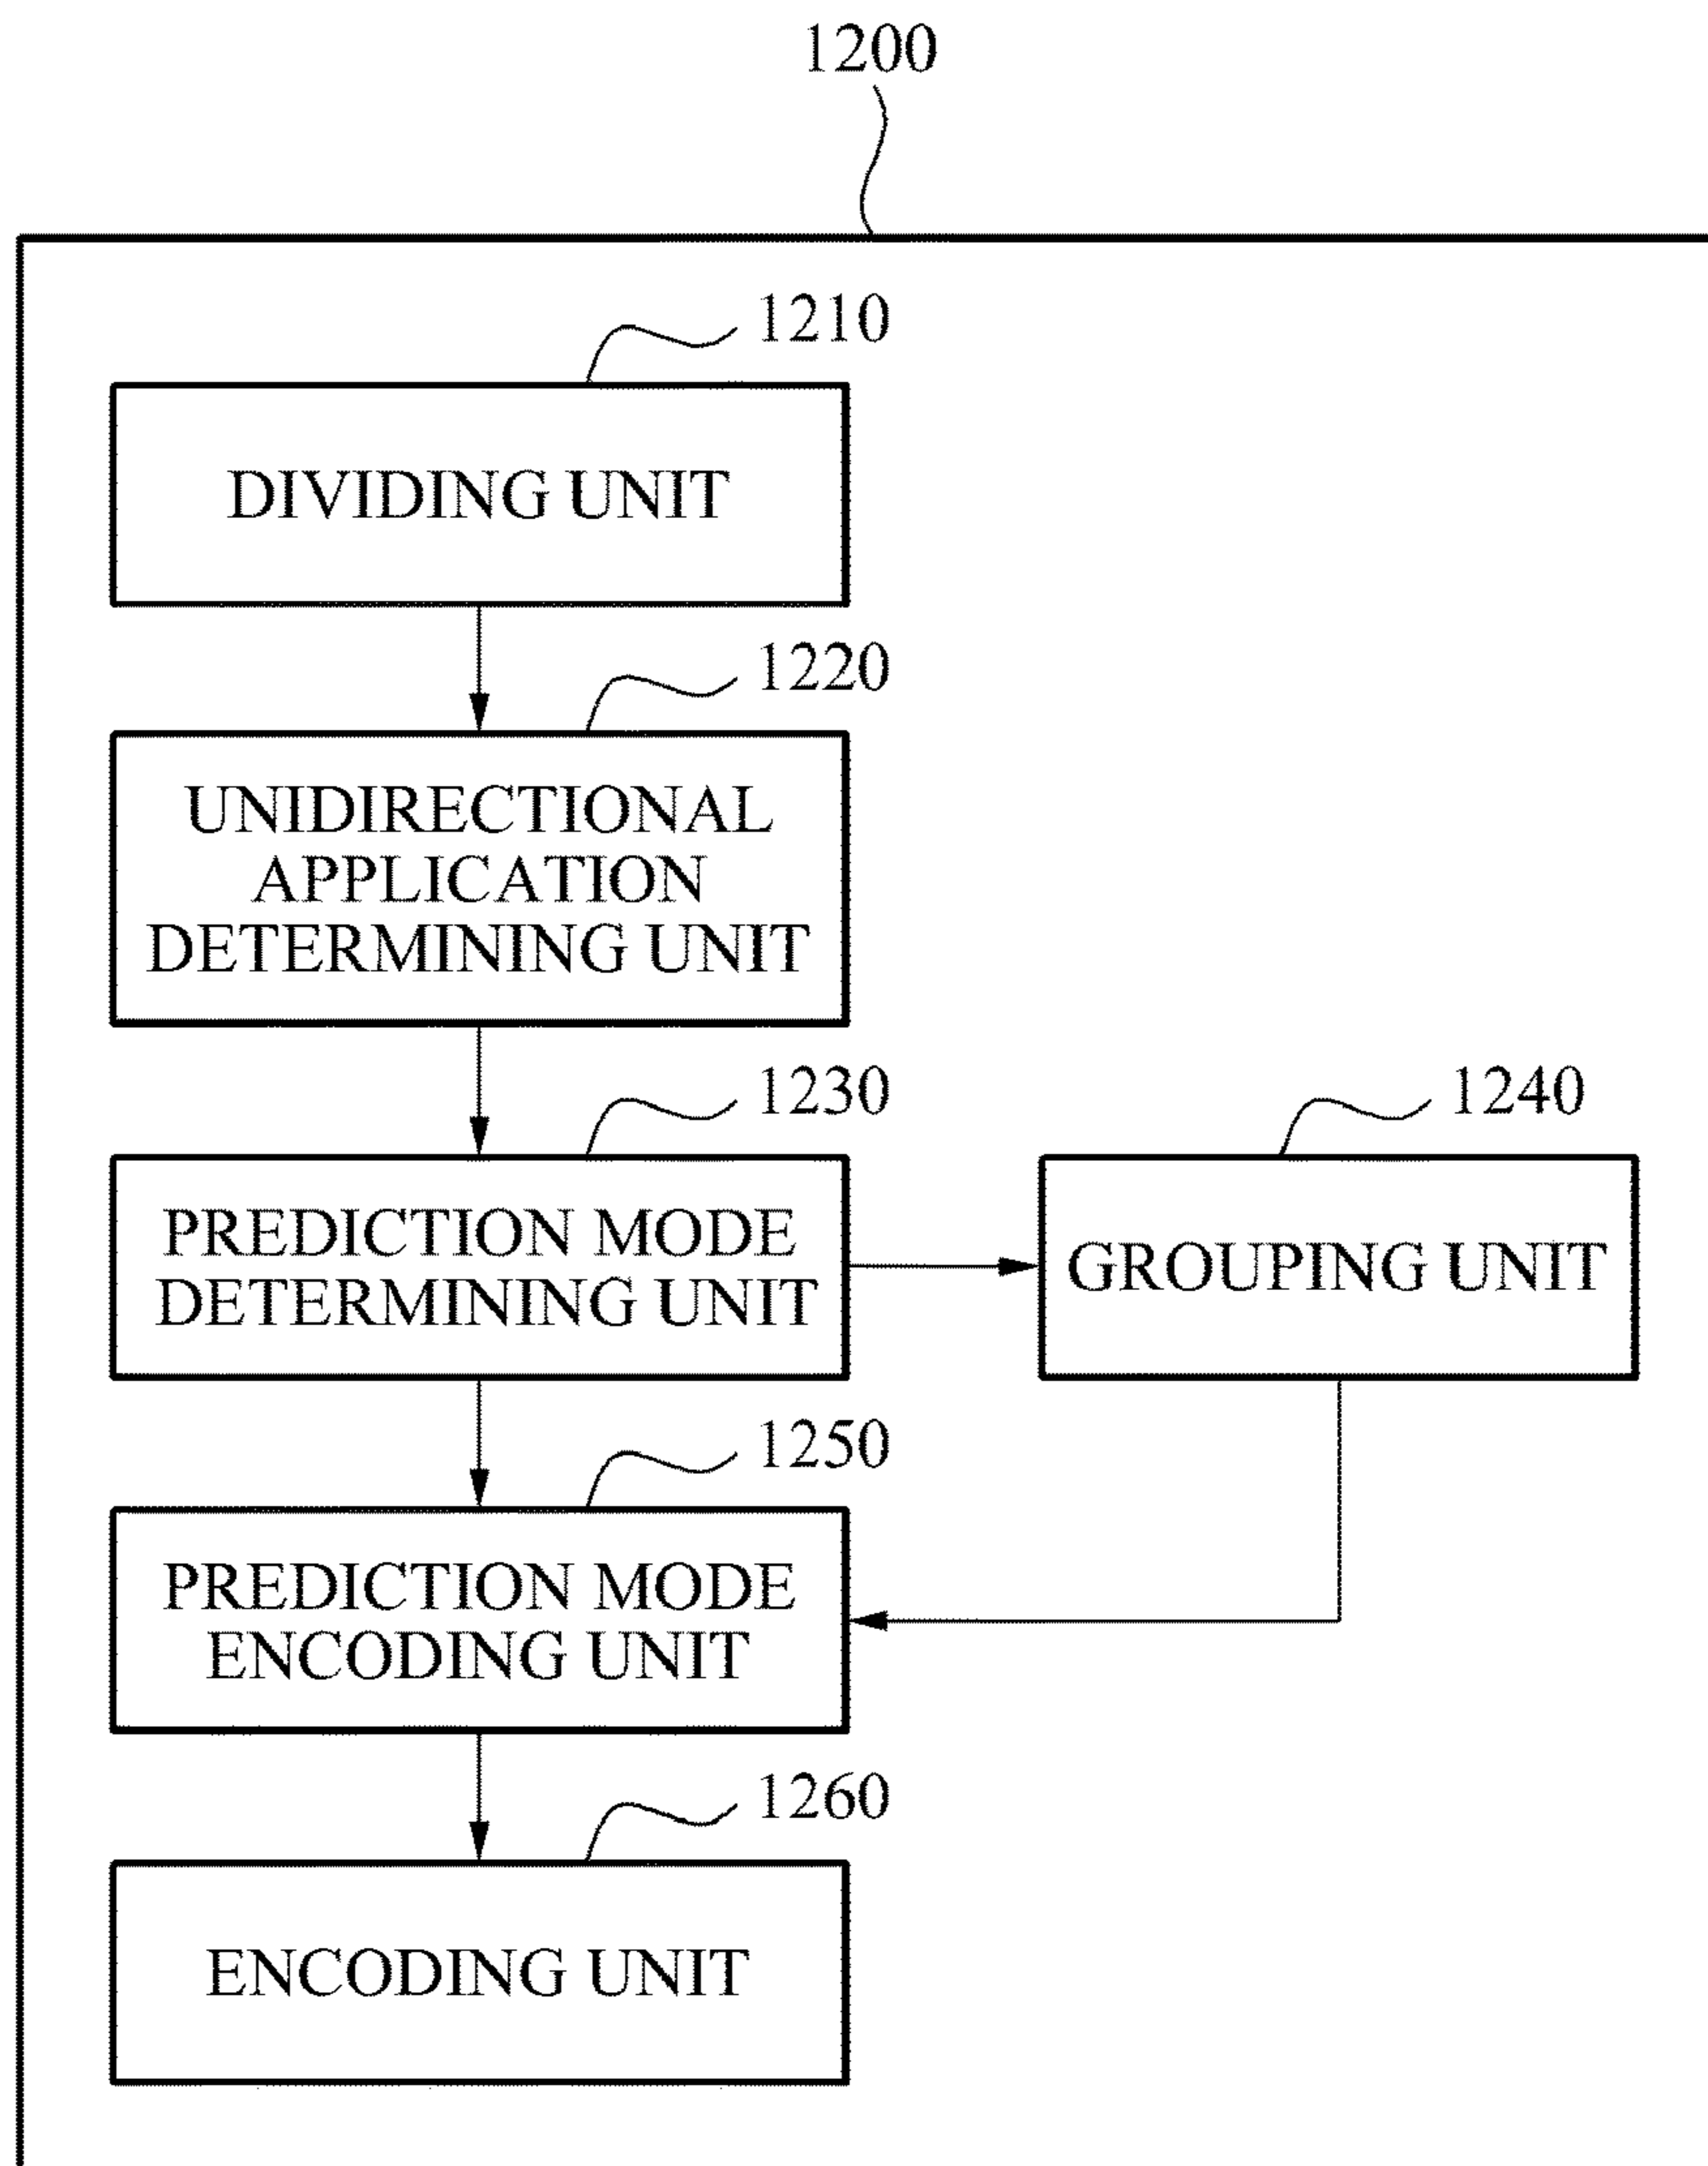 1200
1210
DIVIDING UNIT
1220
UNIDIRECTIONAL
APPLICATION
DETERMINING UNIT
1230
PREDICTION MODE
DETERMINING UNIT
1240
GROUPING UNIT
1250
PREDICTION MODE
ENCODING UNIT
1260
ENCODING UNIT